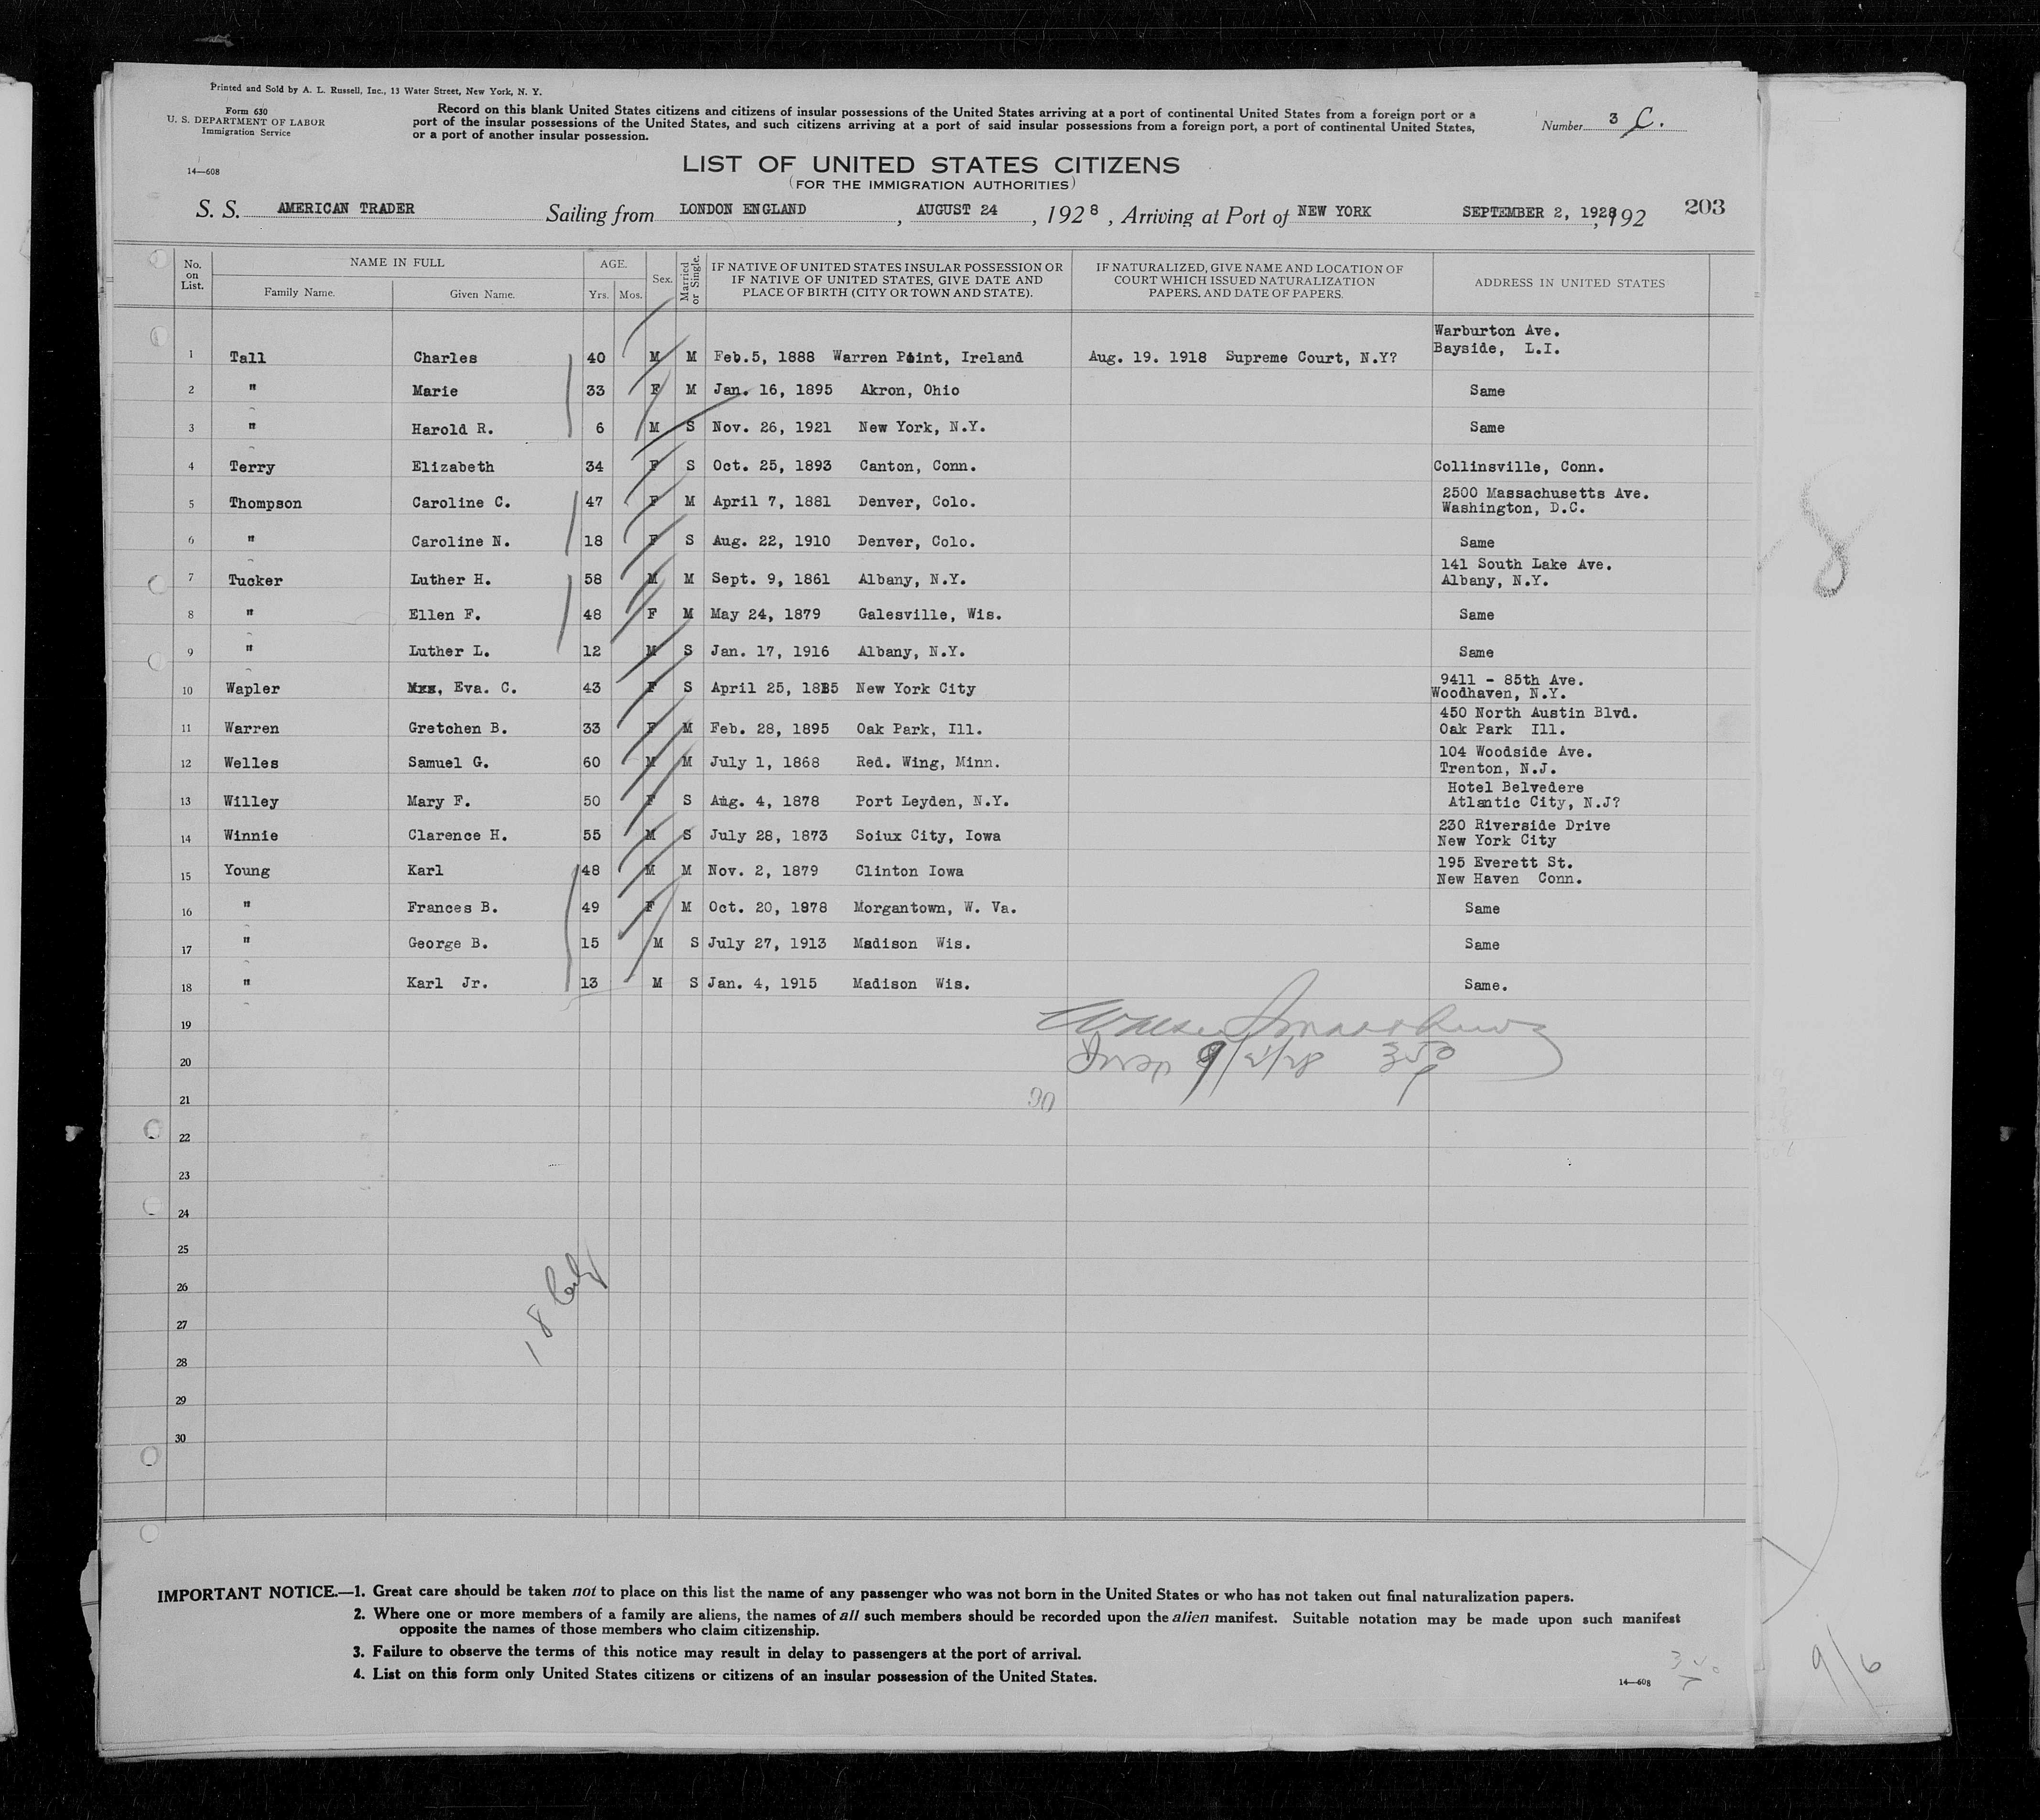 Printed and Sold by A. L. Russell, Inc., 13 Water Street, New York, N. Y.
Form 630
U. S. DEPARTMENT OF LABOR
Immigration Service
14—608
Record on this blank United States citizens and citizens of insular possessions of the United States arriving at a port of continental United States from a foreign port or a
port of the insular possessions of the United States, and such citizens arriving at a port of said insular possessions from a foreign port, a port of continental United States,
or a port of another insular possession.
Number 3 C.
LIST OF UNITED STATES CITIZENS
(FOR THE IMMIGRATION AUTHORITIES)
S. S. AMERICAN TRADER Sailing from LONDON ENGLAND, AUGUST 24, 1928, Arriving at Port of NEW YORK SEPTEMBER 2, 1928, 192 203
No. on List. NAME IN FULL Family Name. Given Name. AGE. Yrs. Mos. Sex. Married or Single. IF NATIVE OF UNITED STATES INSULAR POSSESSION OR IF NATIVE OF UNITED STATES, GIVE DATE AND PLACE OF BIRTH (CITY OR TOWN AND STATE). IF NATURALIZED, GIVE NAME AND LOCATION OF COURT WHICH ISSUED NATURALIZATION PAPERS, AND DATE OF PAPERS. ADDRESS IN UNITED STATES
Warburton Ave.
1 Tall Charles 40 M M Feb.5, 1888 Warren Point, Ireland Aug. 19. 1918 Supreme Court, N.Y? Bayside, L.I.
2 " Marie 33 F M Jan. 16, 1895 Akron, Ohio Same
3 " Harold R. 6 M S Nov. 26, 1921 New York, N.Y. Same
4 Terry Elizabeth 34 F S Oct. 25, 1893 Canton, Conn. Collinsville, Conn.
5 Thompson Caroline C. 47 F M April 7, 1881 Denver, Colo. 2500 Massachusetts Ave.
Washington, D.C.
6 " Caroline N. 18 F S Aug. 22, 1910 Denver, Colo. Same
7 Tucker Luther H. 58 M M Sept. 9, 1861 Albany, N.Y. 141 South Lake Ave.
Albany, N.Y.
8 " Ellen F. 48 F M May 24, 1879 Galesville, Wis. Same
9 " Luther L. 12 M S Jan. 17, 1916 Albany, N.Y. Same
10 Wapler Eva. C. 43 F S April 25, 1885 New York City 9411 - 85th Ave.
Woodhaven, N.Y.
11 Warren Gretchen B. 33 F M Feb. 28, 1895 Oak Park, Ill. 450 North Austin Blvd.
Oak Park Ill.
12 Welles Samuel G. 60 M M July 1, 1868 Red. Wing, Minn. 104 Woodside Ave.
Trenton, N.J.
13 Willey Mary F. 50 F S Aug. 4, 1878 Port Leyden, N.Y. Hotel Belvedere
Atlantic City, N.J?
14 Winnie Clarence H. 55 M S July 28, 1873 Soiux City, Iowa 230 Riverside Drive
New York City
15 Young Karl 48 M M Nov. 2, 1879 Clinton Iowa 195 Everett St.
New Haven Conn.
16 " Frances B. 49 F M Oct. 20, 1878 Morgantown, W. Va. Same
17 " George B. 15 M S July 27, 1913 Madison Wis. Same
18 " Karl Jr. 13 M S Jan. 4, 1915 Madison Wis. Same.
19
20
21 30
22
23
24
25
26
27
28
29
30
18
IMPORTANT NOTICE.—1. Great care should be taken not to place on this list the name of any passenger who was not born in the United States or who has not taken out final naturalization papers.
2. Where one or more members of a family are aliens, the names of all such members should be recorded upon the alien manifest. Suitable notation may be made upon such manifest
opposite the names of those members who claim citizenship.
3. Failure to observe the terms of this notice may result in delay to passengers at the port of arrival.
4. List on this form only United States citizens or citizens of an insular possession of the United States.
14—608
8
9/6